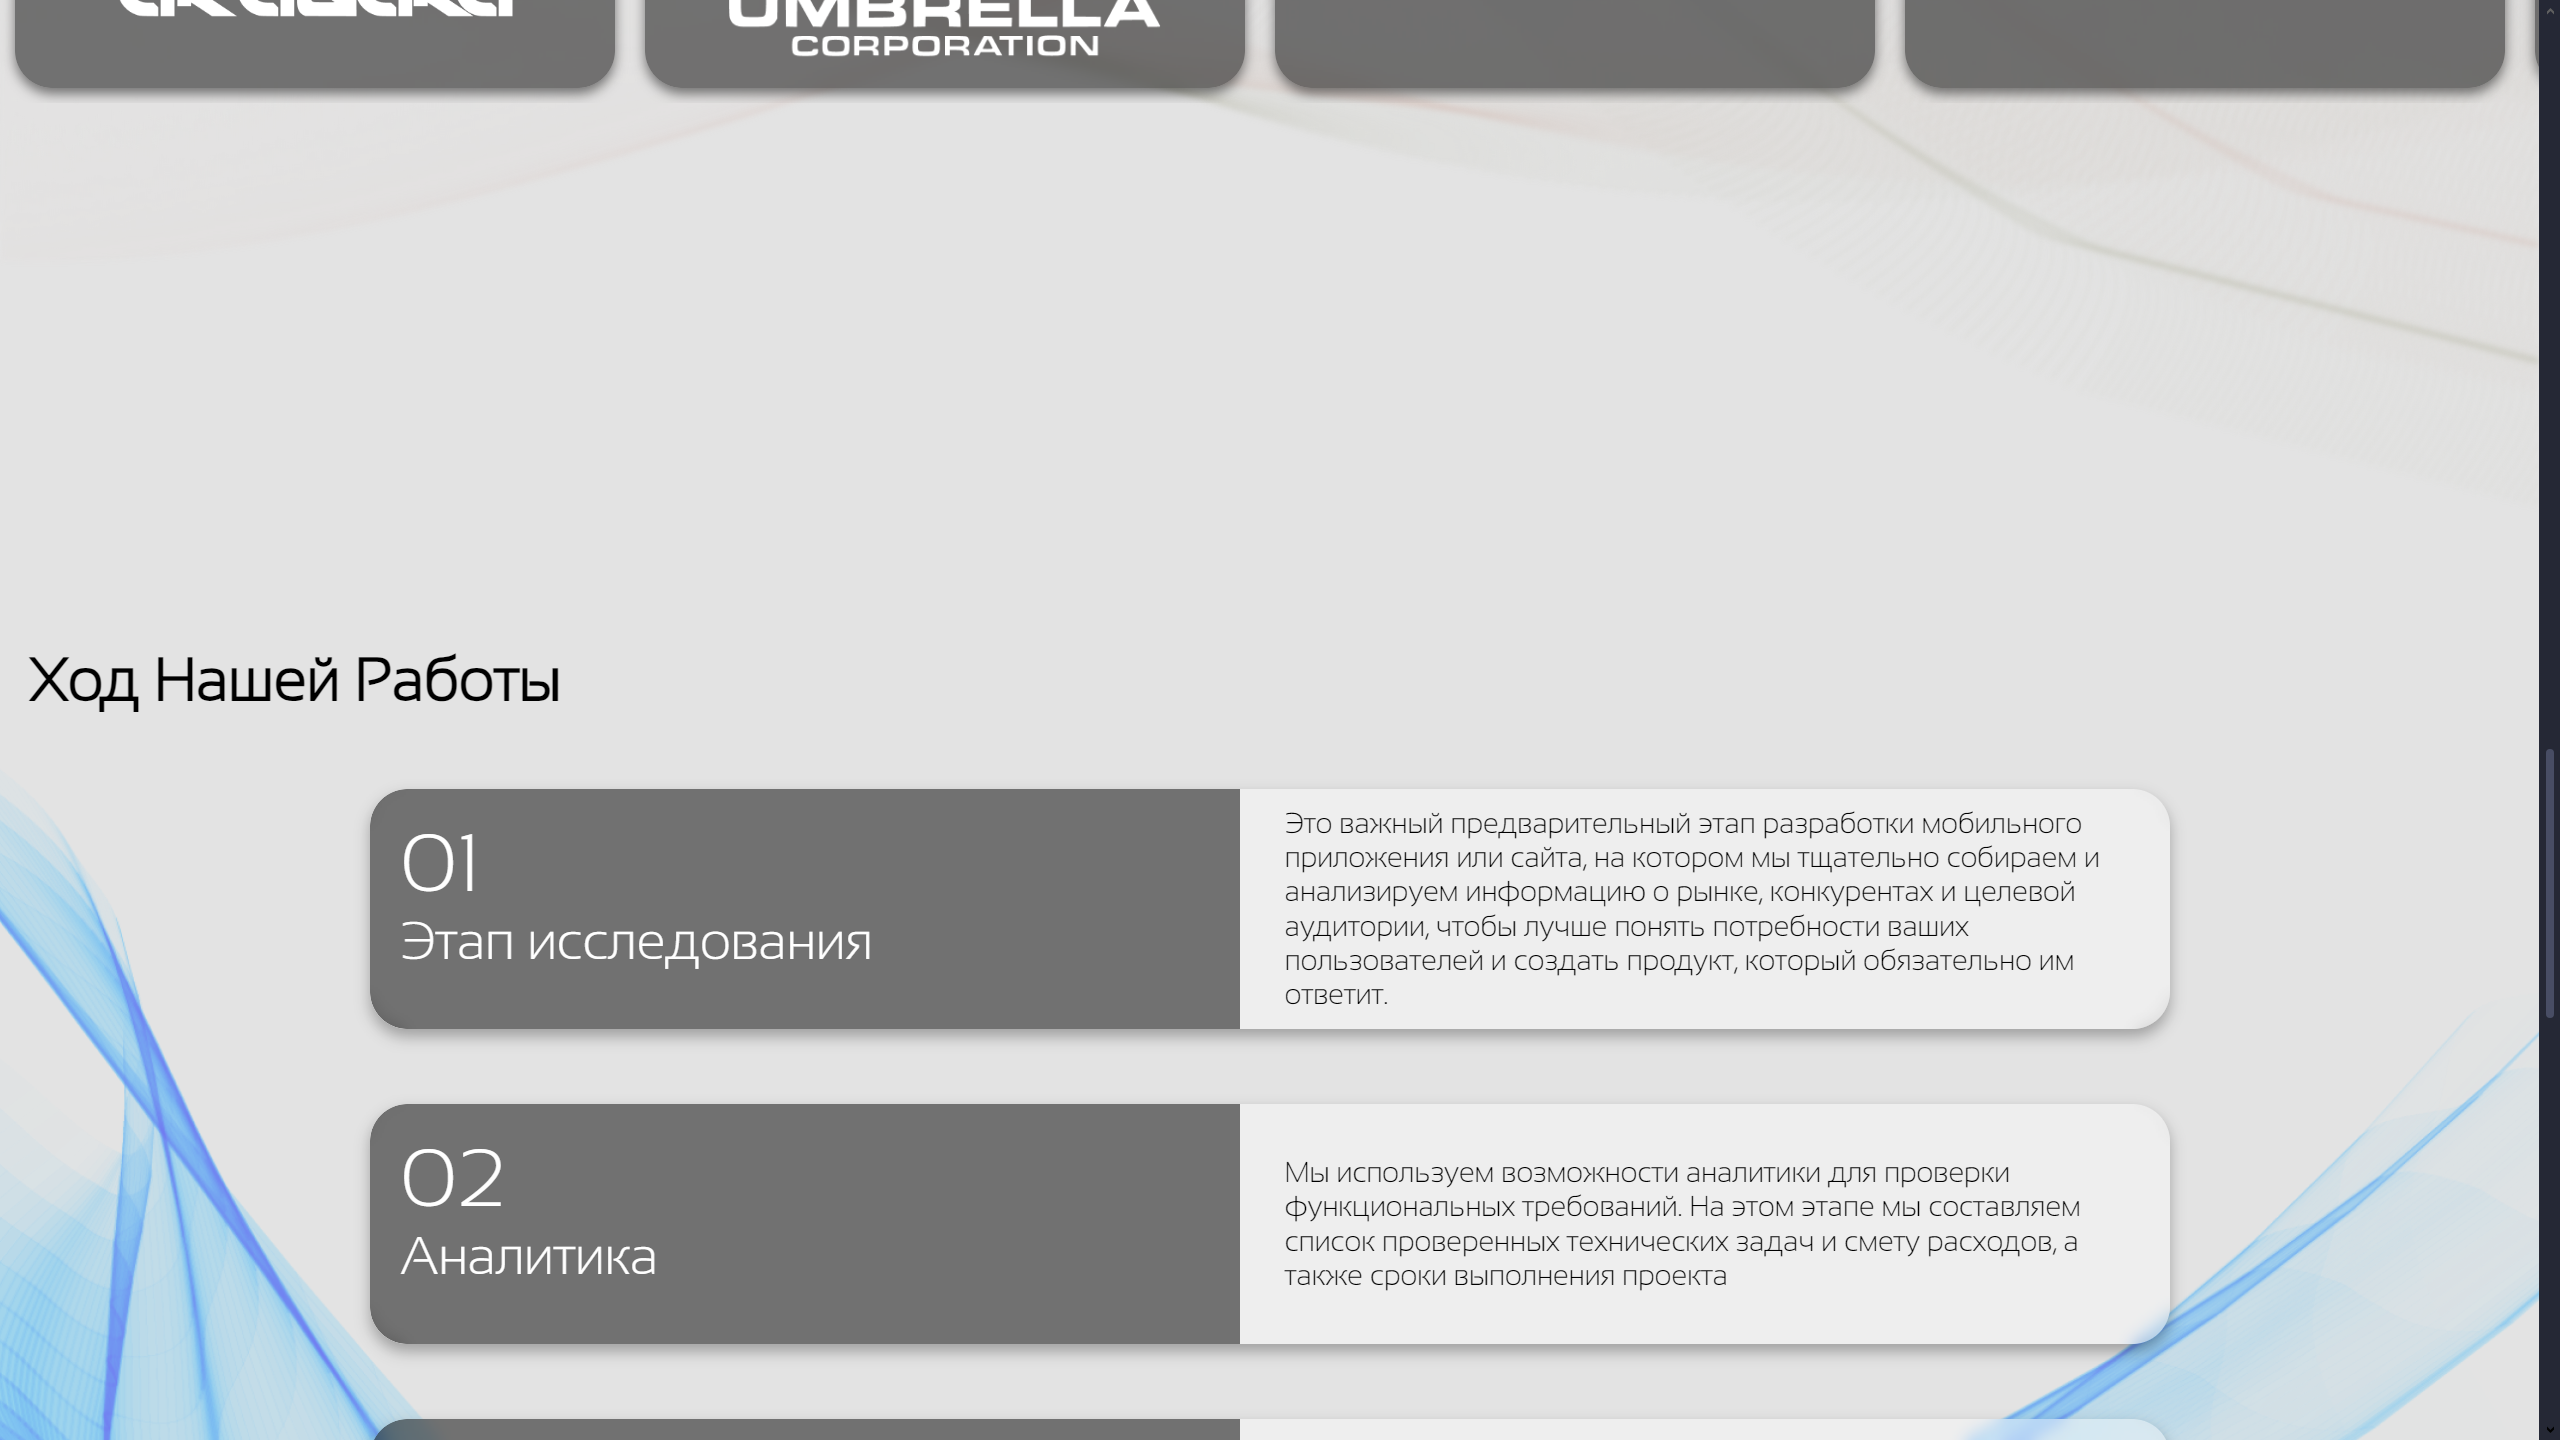 UMBRELLA
CORPORATION
Ход Нашей Работы
01
Этап исследования
Это важный предварительный этап разработки мобильного
приложения или сайта, на котором мы тщательно собираем и
анализируем информацию о рынке, конкурентах и целевой
аудитории, чтобы лучше понять потребности ваших
пользователей и создать продукт, который обязательно им
ответит.
02
Аналитика
Мы используем возможности аналитики для проверки
функциональных требований. На этом этапе мы составляем
список проверенных технических задач и смету расходов, а
также сроки выполнения проекта